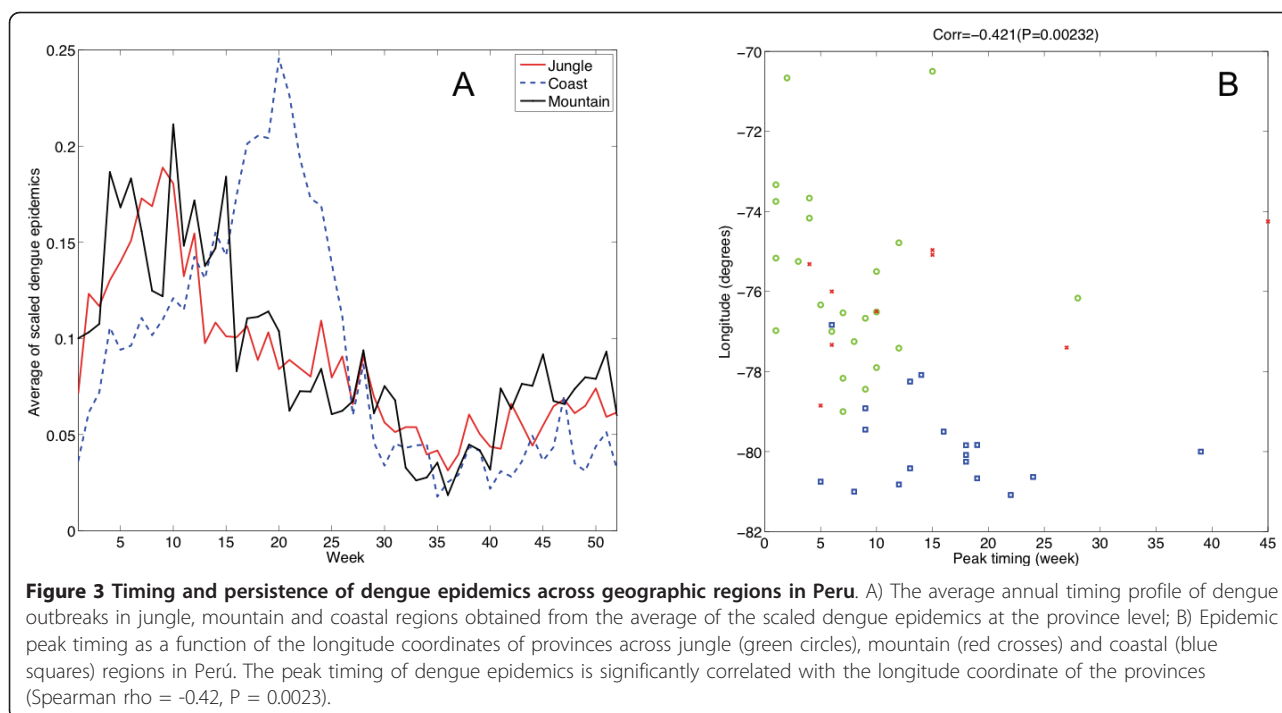 A
Jungle
Coast
Mountain
0.25
0.2
0.15
0.1
0.05
0
Average of scaled dengue epidemics
5 10 15 20 25 30 35 40 45 50
Week
Corr=−0.421(P=0.00232)
B
−70
−72
−74
−76
−78
−80
−82
Longitude (degrees)
0 5 10 15 20 25 30 35 40 45
Peak timing (week)
Figure 3 Timing and persistence of dengue epidemics across geographic regions in Peru. A) The average annual timing profile of dengue
outbreaks in jungle, mountain and coastal regions obtained from the average of the scaled dengue epidemics at the province level; B) Epidemic
peak timing as a function of the longitude coordinates of provinces across jungle (green circles), mountain (red crosses) and coastal (blue
squares) regions in Perú. The peak timing of dengue epidemics is significantly correlated with the longitude coordinate of the provinces
(Spearman rho = -0.42, P = 0.0023).